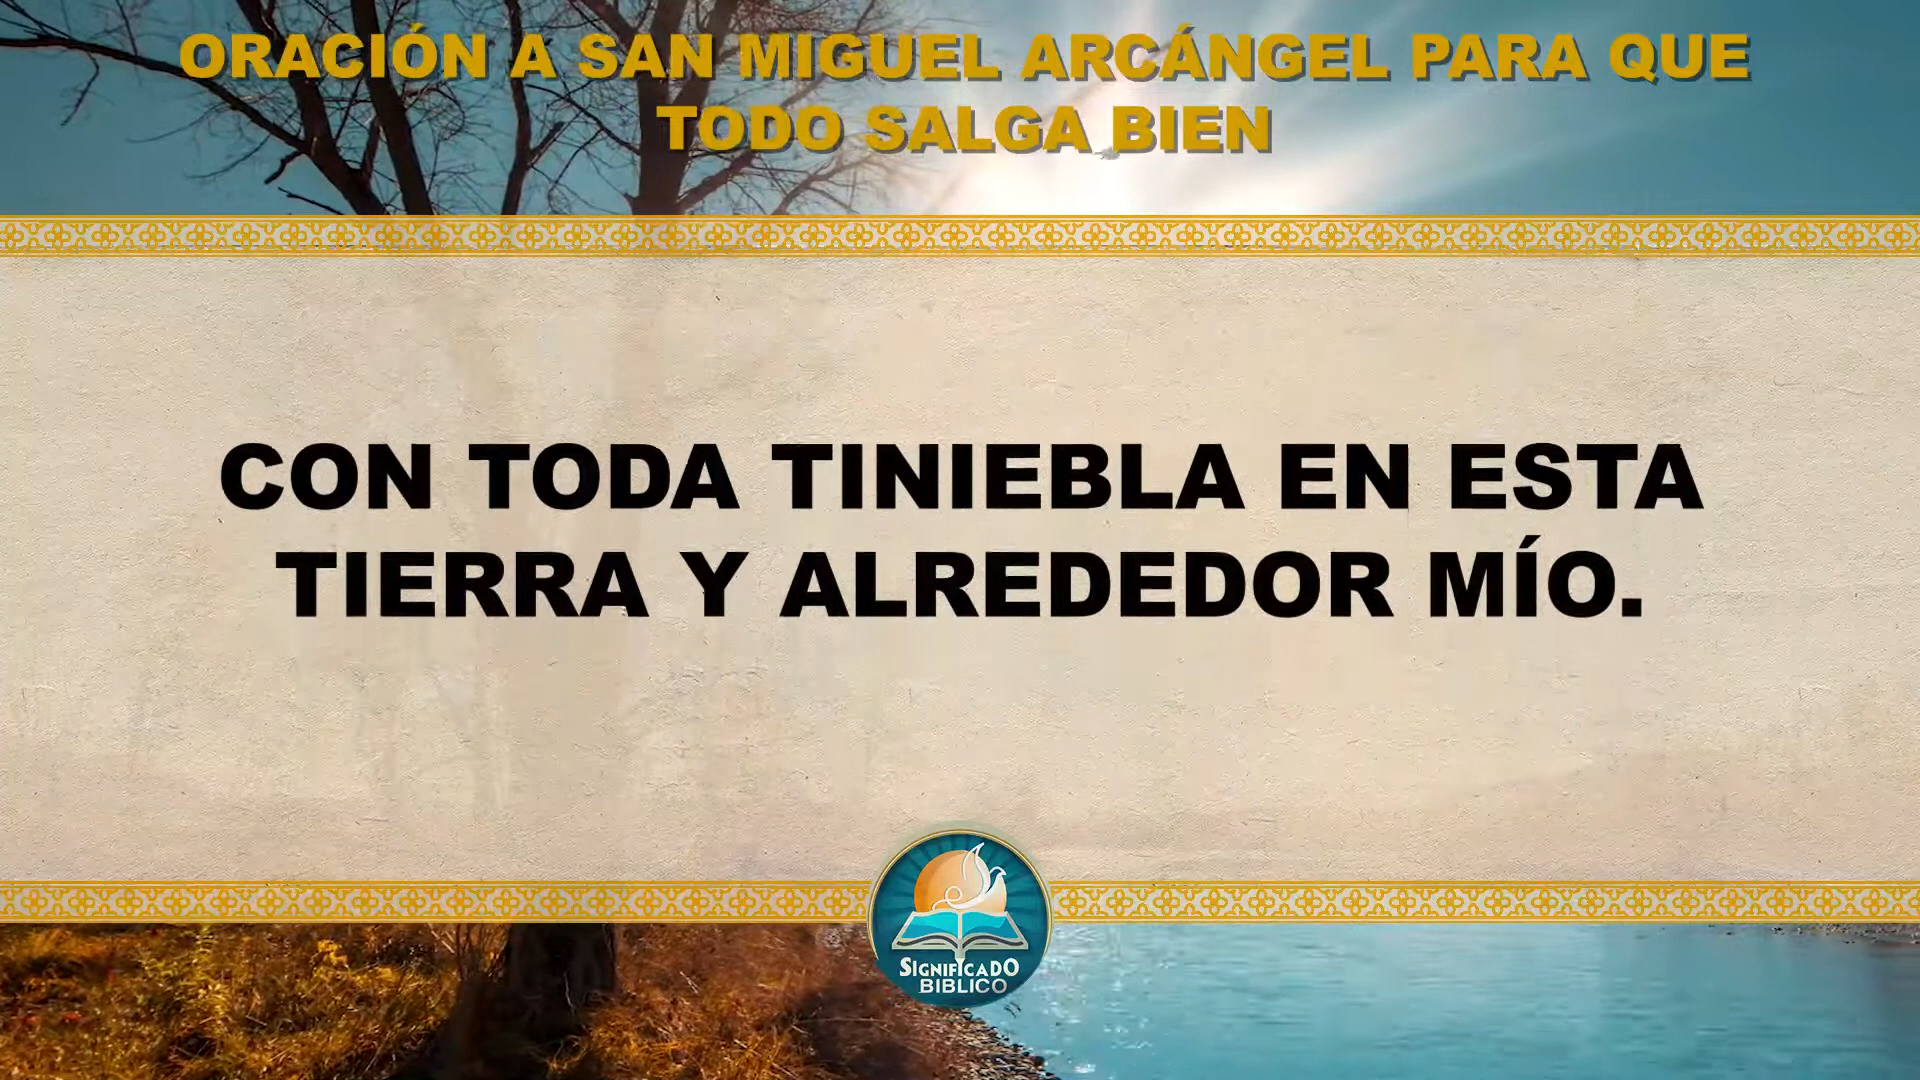 ORACIÓN A SAN MIGUEL ARCÁNGEL PARA QUE
TODO SALGA BIEN
CON TODA TINIEBLA EN ESTA
TIERRA Y ALREDEDOR MÍO.
SIGNIFICADO
BIBLICO